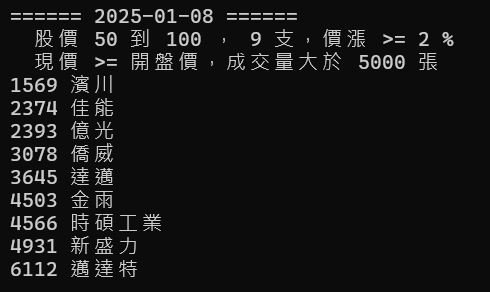 ====== 2025-01-08 ======
股價 50 到 100 , 9 支,價漲 >= 2 %
現價 >= 開盤價,成交量大於 5000 張
1569 濱川
2374 佳能
2393 億光
3078 僑威
3645 達邁
4503 金雨
4566 時碩工業
4931 新盛力
6112 邁達特